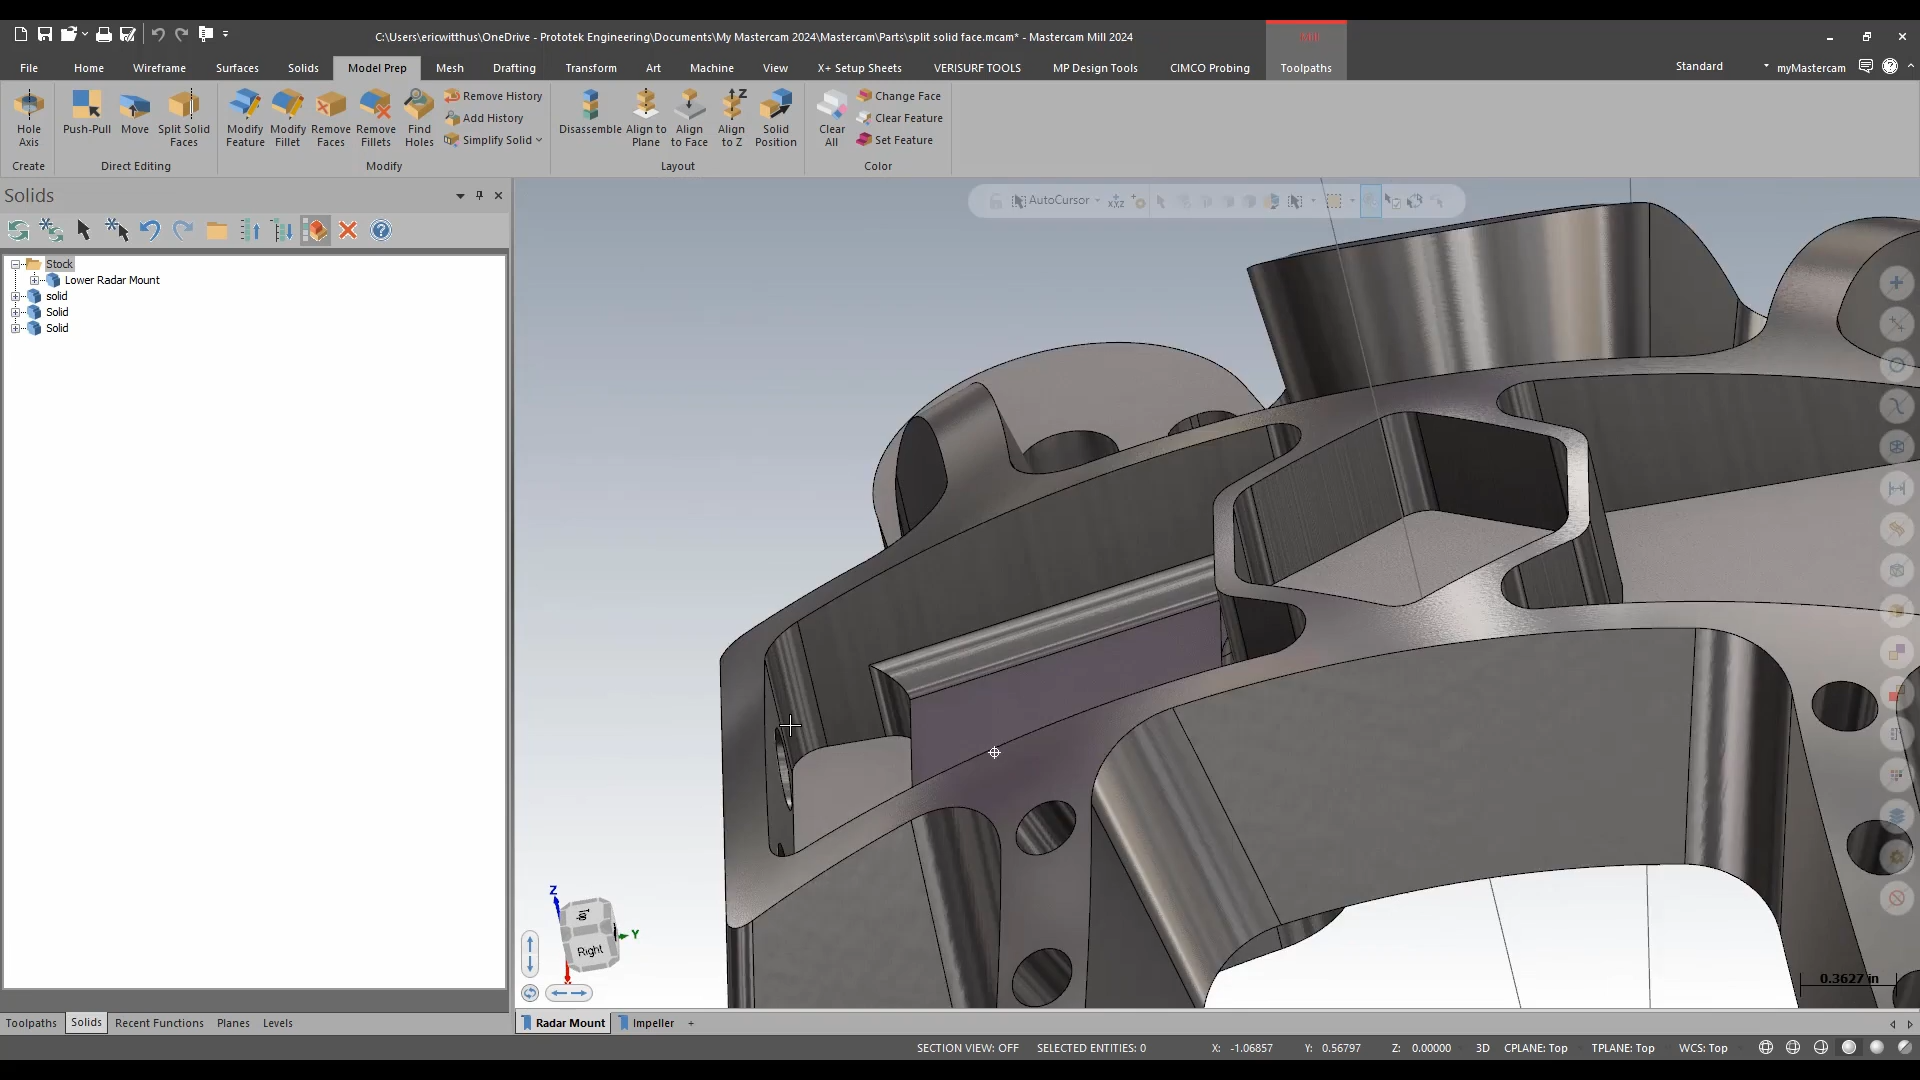 C:\Users\ericwitthus\OneDrive - Prototek Engineering\Documents\My Mastercam 2024\Mastercam\Parts\split solid face.mcam* - Mastercam Mill 2024
Mill
File Home Wireframe Surfaces Solids Model Prep Mesh Drafting Transform Art Machine View X+ Setup Sheets VERISURF TOOLS MP Design Tools CIMCO Probing Toolpaths Standard myMastercam
Hole Axis
Push-Pull
Move
Split Solid Faces
Modify Feature
Modify Fillet
Remove Faces
Remove Fillets
Find Holes
Remove History
Add History
Simplify Solid
Disassemble
Align to Plane
Align to Face
Align to Z
Solid Position
Clear All
Change Face
Clear Feature
Set Feature
Create Direct Editing Modify Layout Color
Solids
AutoCursor
Stock
Lower Radar Mount
solid
Solid
Solid
Z
Top
Y
Right
0.3627 in
Toolpaths Solids Recent Functions Planes Levels
Radar Mount Impeller +
SECTION VIEW: OFF SELECTED ENTITIES: 0 X: -1.06857 Y: 0.56797 Z: 0.00000 3D CPLANE: Top TPLANE: Top WCS: Top